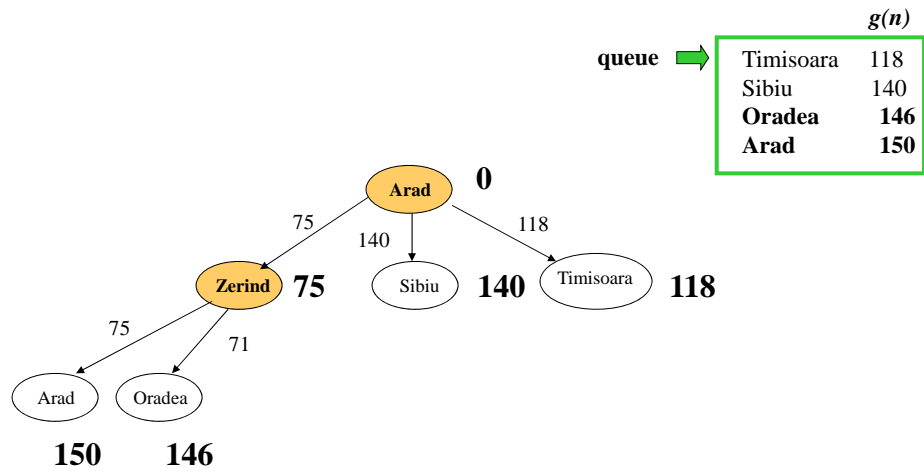 g(n)
queue
Timisoara 118
Sibiu 140
Oradea 146
Arad 150
Arad 0
75
140
118
Zerind 75
Sibiu 140
Timisoara 118
75
71
Arad
Oradea
150
146